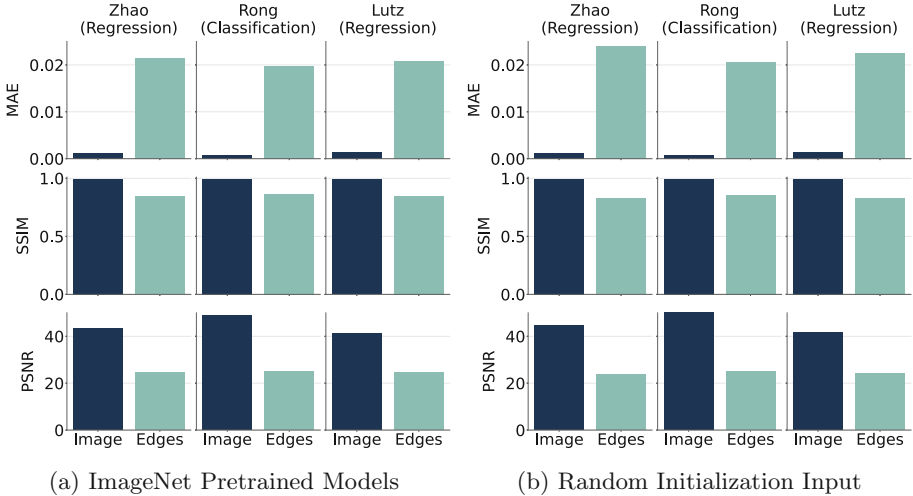 Zhao Rong Lutz
(Regression) (Classification) (Regression)
MAE
0.02
0.01
0.00
SSIM
1.0
0.5
0.0
PSNR
40
20
0
Image Edges Image Edges Image Edges
(a) ImageNet Pretrained Models
Zhao Rong Lutz
(Regression) (Classification) (Regression)
MAE
0.02
0.01
0.00
SSIM
1.0
0.5
0.0
PSNR
40
20
0
Image Edges Image Edges Image Edges
(b) Random Initialization Input